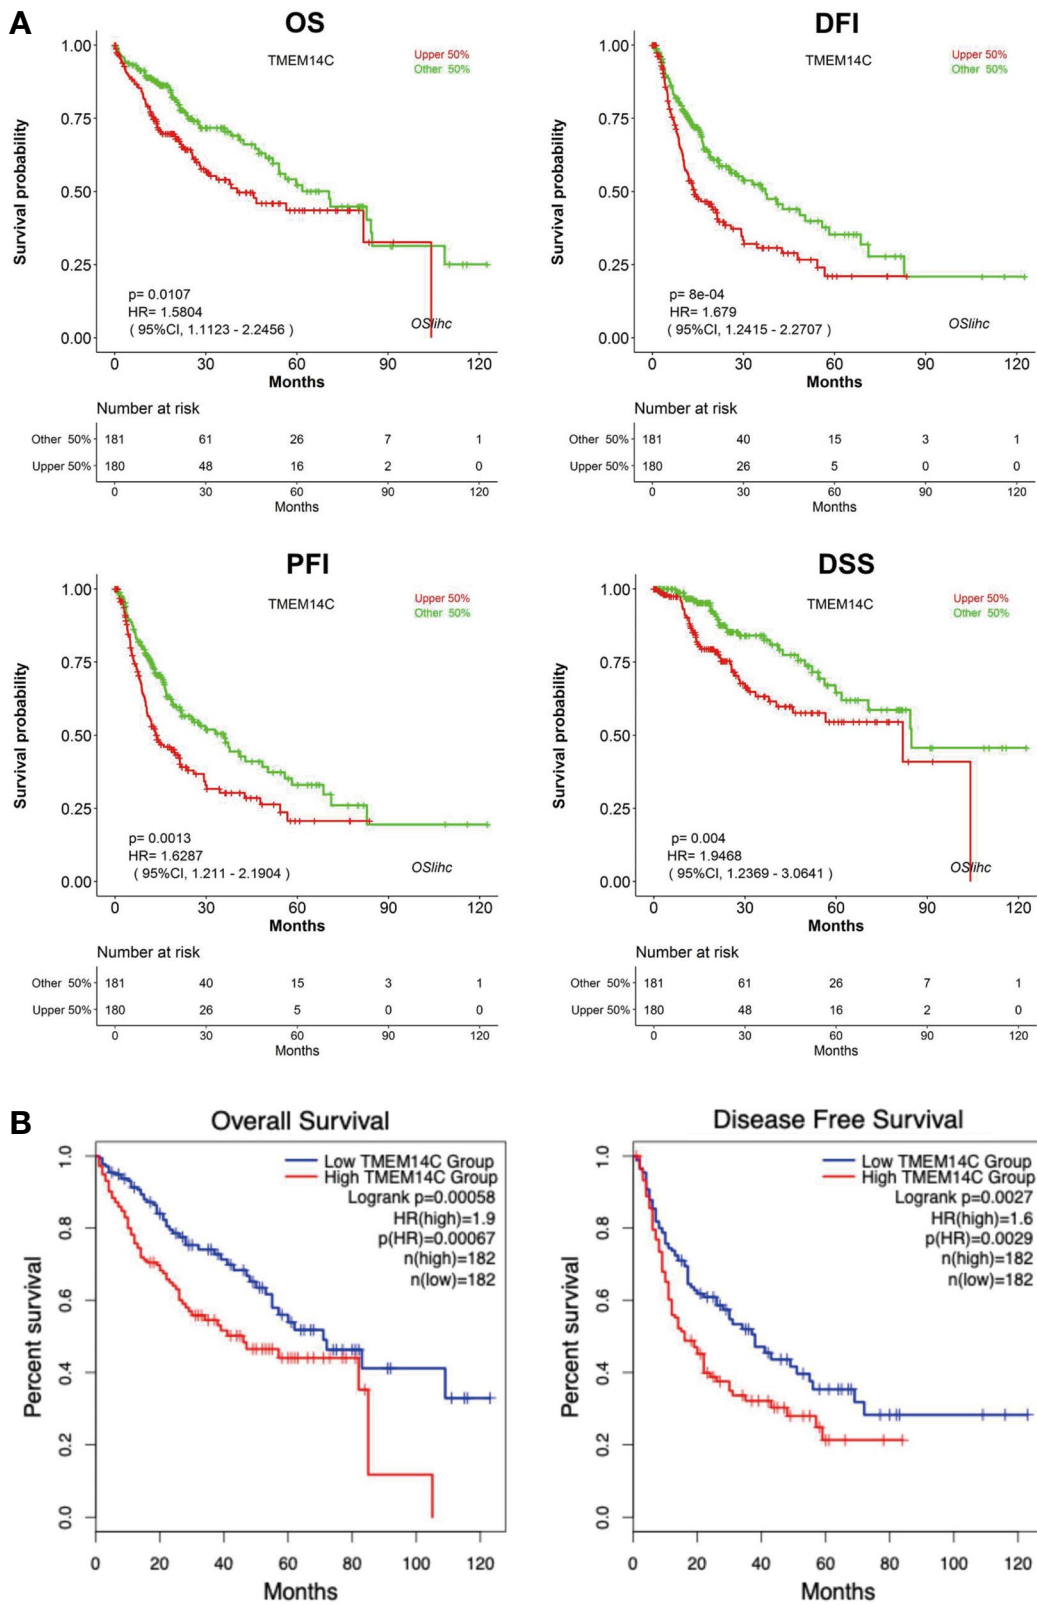 A
OS
TMEM14C
Upper 50%
Other 50%
Survival probability
1.00
0.75
0.50
0.25
0.00
p= 0.0107
HR= 1.5804
( 95%CI, 1.1123 - 2.2456 )
OSlihc
0 30 60 90 120
Months
Number at risk
Other 50% 181 61 26 7 1
Upper 50% 180 48 16 2 0
0 30 60 90 120
Months
DFI
TMEM14C
Upper 50%
Other 50%
Survival probability
1.00
0.75
0.50
0.25
0.00
p= 8e-04
HR= 1.679
( 95%CI, 1.2415 - 2.2707 )
OSlihc
0 30 60 90 120
Months
Number at risk
Other 50% 181 40 15 3 1
Upper 50% 180 26 5 0 0
0 30 60 90 120
Months
PFI
TMEM14C
Upper 50%
Other 50%
Survival probability
1.00
0.75
0.50
0.25
0.00
p= 0.0013
HR= 1.6287
( 95%CI, 1.211 - 2.1904 )
OSlihc
0 30 60 90 120
Months
Number at risk
Other 50% 181 40 15 3 1
Upper 50% 180 26 5 0 0
0 30 60 90 120
Months
DSS
TMEM14C
Upper 50%
Other 50%
Survival probability
1.00
0.75
0.50
0.25
0.00
p= 0.004
HR= 1.9468
( 95%CI, 1.2369 - 3.0641 )
OSlihc
0 30 60 90 120
Months
Number at risk
Other 50% 181 61 26 7 1
Upper 50% 180 48 16 2 0
0 30 60 90 120
Months
B
Overall Survival
Low TMEM14C Group
High TMEM14C Group
Logrank p=0.00058
HR(high)=1.9
p(HR)=0.00067
n(high)=182
n(low)=182
Percent survival
1.0
0.8
0.6
0.4
0.2
0.0
0 20 40 60 80 100 120
Months
Disease Free Survival
Low TMEM14C Group
High TMEM14C Group
Logrank p=0.0027
HR(high)=1.6
p(HR)=0.0029
n(high)=182
n(low)=182
Percent survival
1.0
0.8
0.6
0.4
0.2
0.0
0 20 40 60 80 100 120
Months